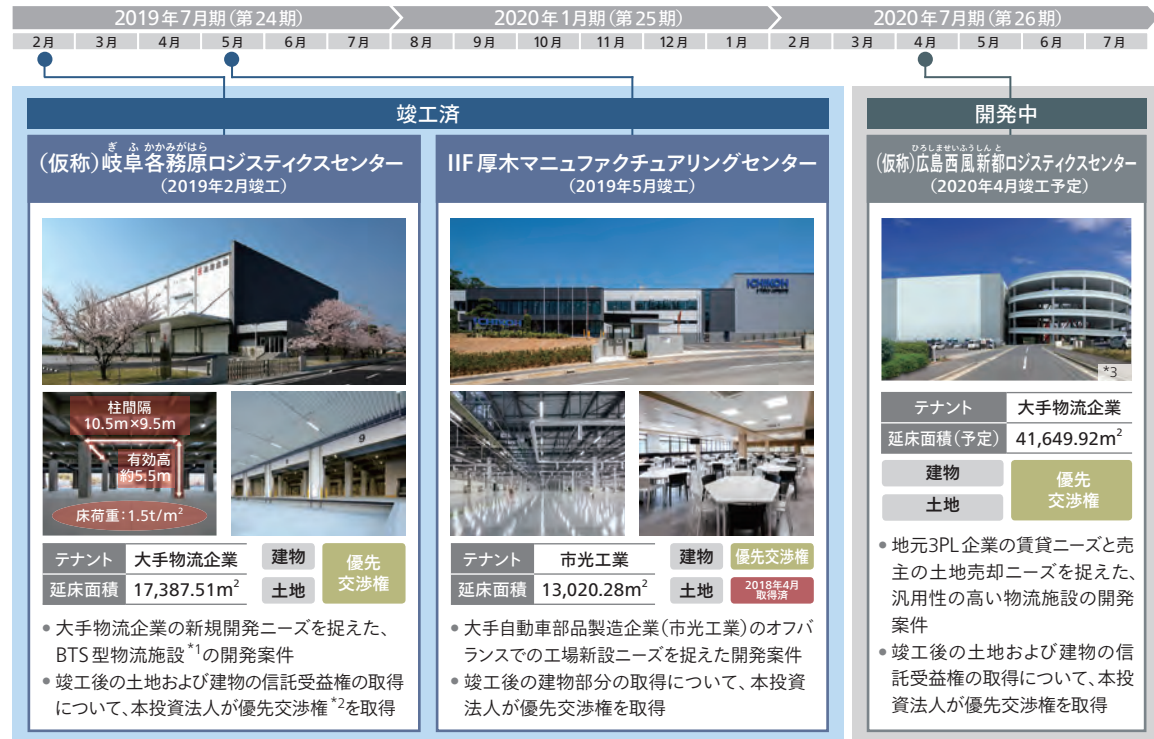 2019年7月期（第24期）
2020年1月期（第25期）
2020年7月期（第26期）
2月 3月 4月 5月 6月 7月 8月 9月 10月 11月 12月 1月 2月 3月 4月 5月 6月 7月
竣工済
ぎふ かかみがはら
（仮称）岐阜各務原ロジスティクスセンター
（2019年2月竣工）
柱間隔
10.5m×9.5m
有効高
約5.5m
床荷重：1.5t/m²
9
テナント 大手物流企業
延床面積 17,387.51m²
建物
土地
優先
交渉権
● 大手物流企業の新規開発ニーズを捉えた、
BTS型物流施設*1の開発案件
● 竣工後の土地および建物の信託受益権の取得
について、本投資法人が優先交渉権*2を取得
IIF厚木マニュファクチュアリングセンター
（2019年5月竣工）
ICHIKOH
ICHIKOH
テナント 市光工業
延床面積 13,020.28m²
建物 優先交渉権
土地 2018年4月
取得済
● 大手自動車部品製造企業（市光工業）のオフバ
ランスでの工場新設ニーズを捉えた開発案件
● 竣工後の建物部分の取得について、本投資
法人が優先交渉権を取得
開発中
ひろしませいふうしんと
（仮称）広島西風新都ロジスティクスセンター
（2020年4月竣工予定）
*3
テナント 大手物流企業
延床面積（予定） 41,649.92m²
建物
土地
優先
交渉権
● 地元3PL企業の賃貸ニーズと売
主の土地売却ニーズを捉えた、
汎用性の高い物流施設の開発
案件
● 竣工後の土地および建物の信
託受益権の取得について、本投
資法人が優先交渉権を取得